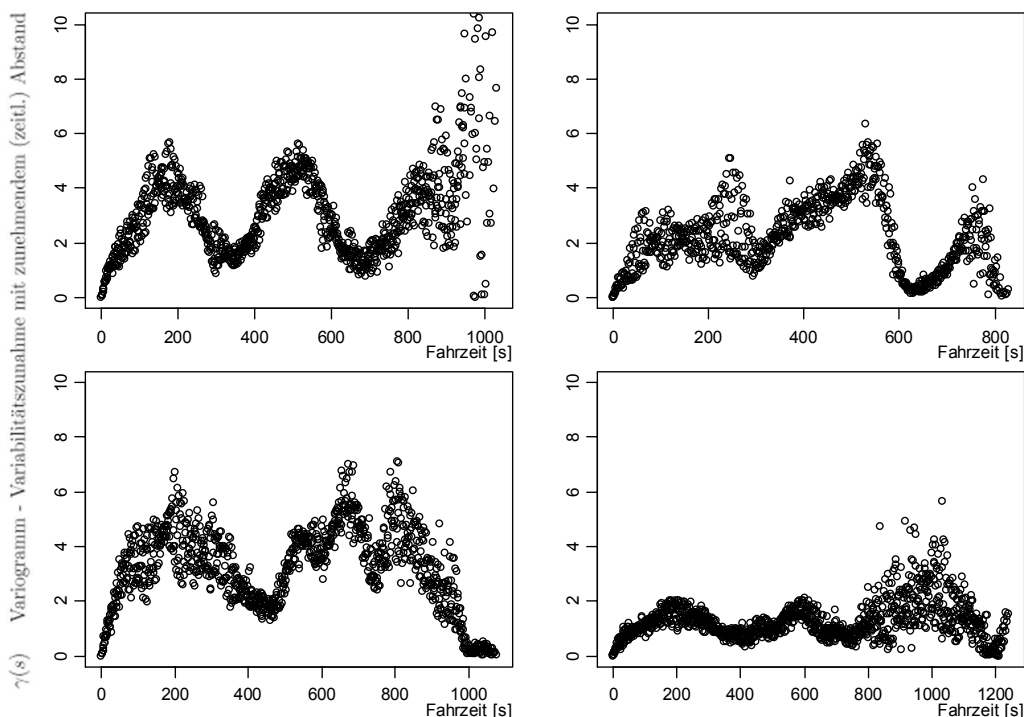 γ(s) Variogramm - Variabilitätszunahme mit zunehmendem (zeitl.) Abstand
10
8
6
4
2
0
0 200 400 600 800 1000
Fahrzeit [s]
10
8
6
4
2
0
0 200 400 600 800
Fahrzeit [s]
10
8
6
4
2
0
0 200 400 600 800 1000
Fahrzeit [s]
10
8
6
4
2
0
0 200 400 600 800 1000 1200
Fahrzeit [s]